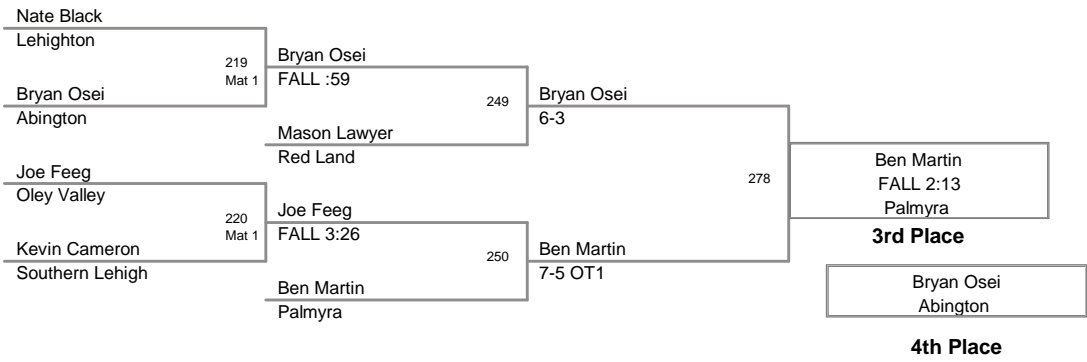 Nate Black
Lehighton
219
Mat 1
Bryan Osei
FALL :59
Bryan Osei
Abington
249
Bryan Osei
6-3
Mason Lawyer
Red Land
Joe Feeg
Oley Valley
220
Mat 1
Joe Feeg
FALL 3:26
Kevin Cameron
Southern Lehigh
250
Ben Martin
7-5 OT1
Ben Martin
Palmyra
278
Ben Martin
FALL 2:13
Palmyra
3rd Place
Bryan Osei
Abington
4th Place